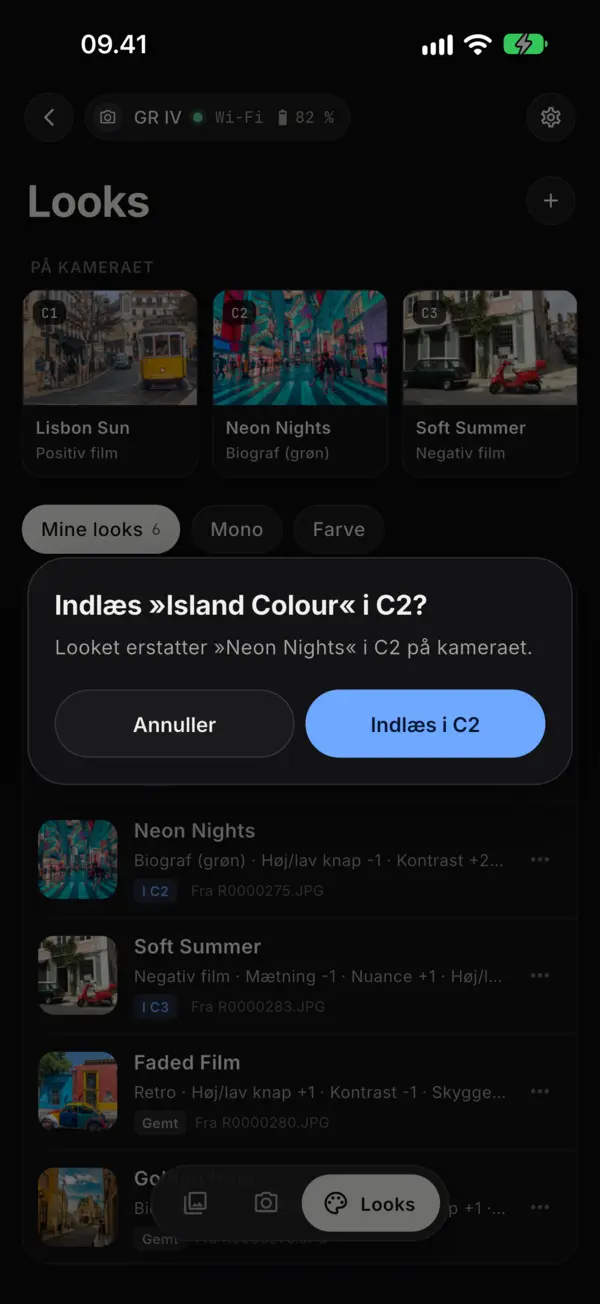 09.41
GR IV Wi-Fi 82 %
Looks
PÅ KAMERAET
C1
C2
C3
Lisbon Sun
Positiv film
Neon Nights
Biograf (grøn)
Soft Summer
Negativ film
Mine looks 6
Mono
Farve
Indlæs »Island Colour« i C2?
Looket erstatter »Neon Nights« i C2 på kameraet.
Annuller
Indlæs i C2
Neon Nights
Biograf (grøn) · Høj/lav knap -1 · Kontrast +2...
I C2 Fra R0000275.JPG
Soft Summer
Negativ film · Mætning -1 · Nuance +1 · Høj/l...
I C3 Fra R0000283.JPG
Faded Film
Retro · Høj/lav knap +1 · Kontrast -1 · Skygge...
Gemt Fra R0000280.JPG
Looks
Gemt